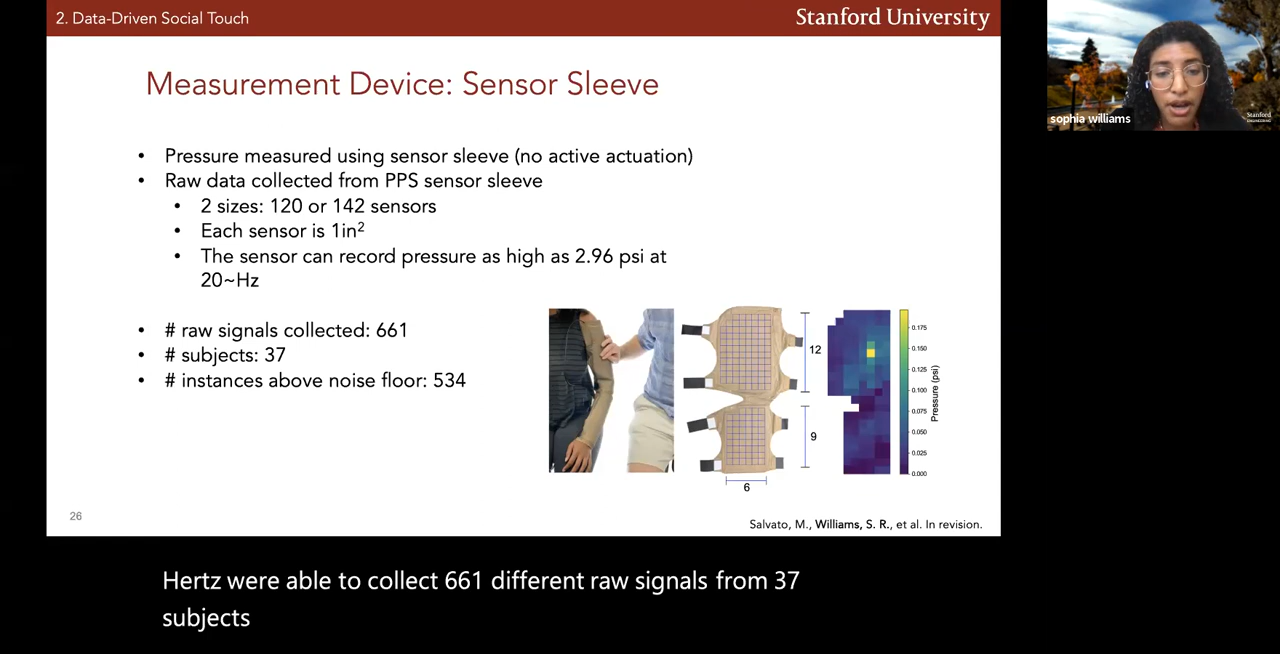 2. Data-Driven Social Touch
Stanford University
Measurement Device: Sensor Sleeve
• Pressure measured using sensor sleeve (no active actuation)
• Raw data collected from PPS sensor sleeve
• 2 sizes: 120 or 142 sensors
• Each sensor is 1in²
• The sensor can record pressure as high as 2.96 psi at
20~Hz
• # raw signals collected: 661
• # subjects: 37
• # instances above noise floor: 534
12
9
6
0.175
0.150
0.125
0.100
0.075
0.050
0.025
0.000
Pressure (psi)
26
Salvato, M., Williams, S. R., et al. In revision.
sophia williams
Stanford
ENGINEERING
Hertz were able to collect 661 different raw signals from 37
subjects